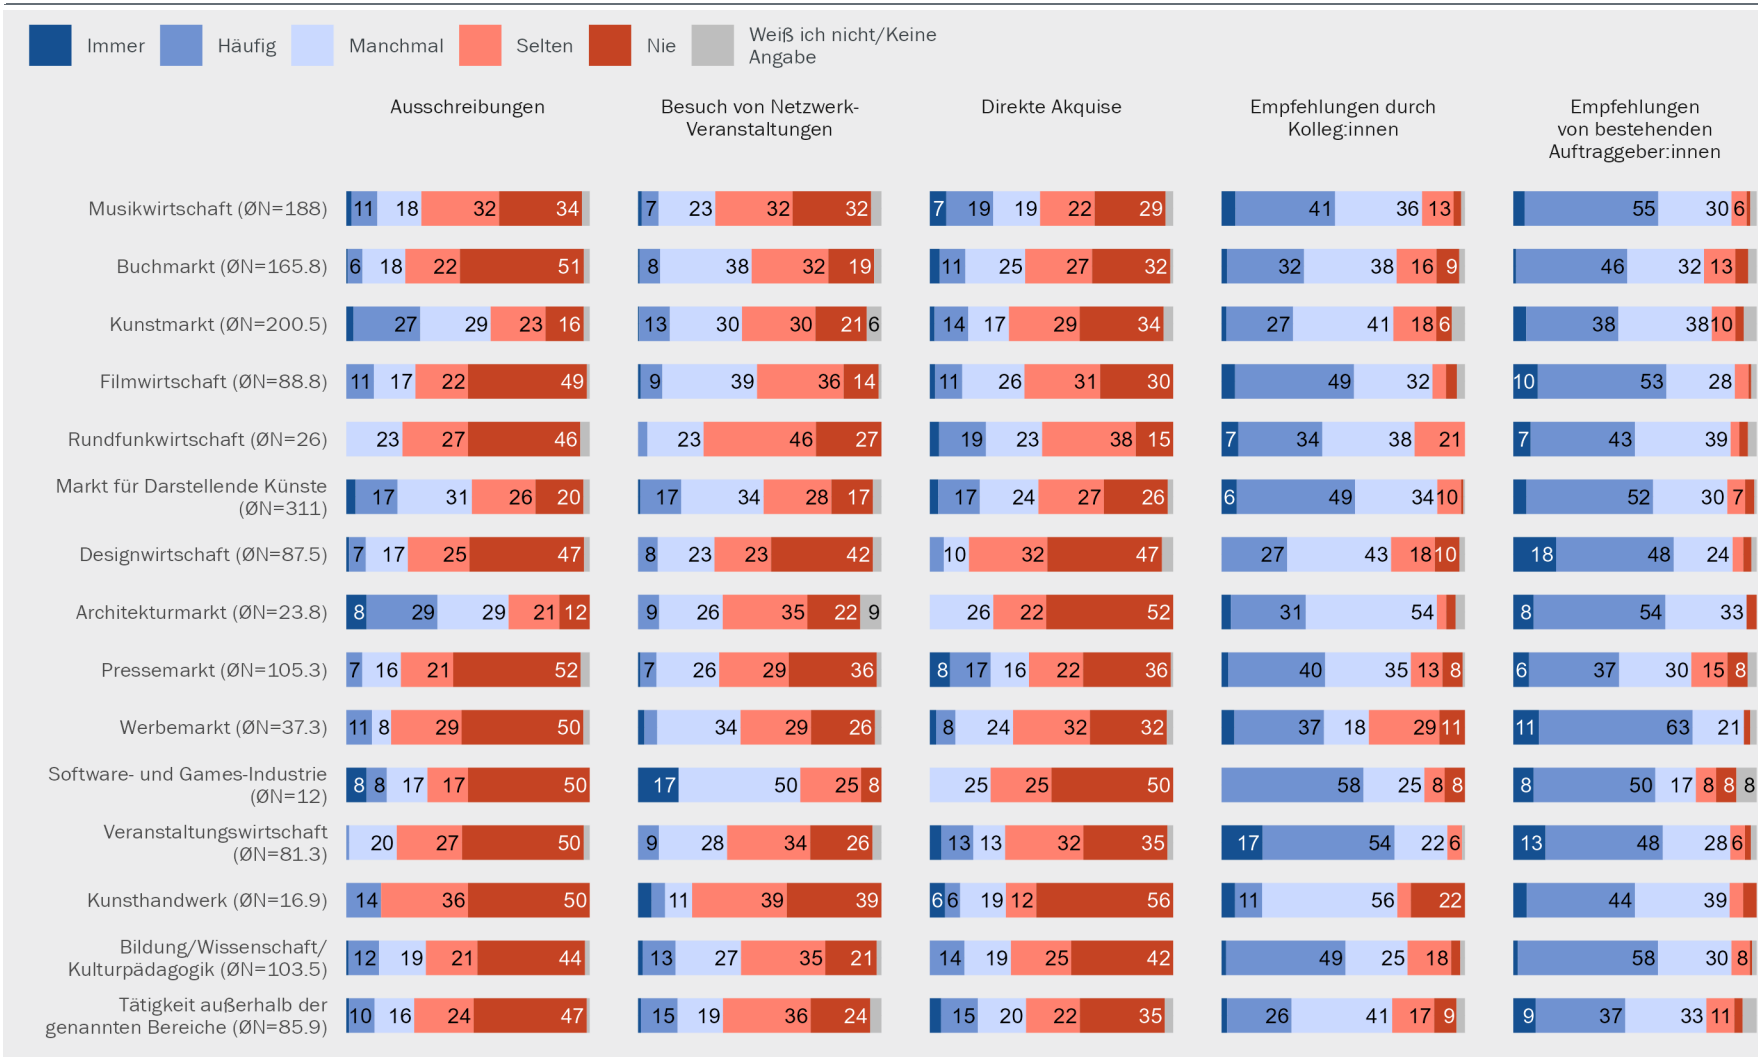 Immer
Häufig
Manchmal
Selten
Nie
Weiß ich nicht/Keine
Angabe
Ausschreibungen
Besuch von Netzwerk-
Veranstaltungen
Direkte Akquise
Empfehlungen durch
Kolleg:innen
Empfehlungen
von bestehenden
Auftraggeber:innen
Musikwirtschaft (ØN=188) 11 18 32 34 7 23 32 32 7 19 19 22 29 41 36 13 55 30 6
Buchmarkt (ØN=165.8) 6 18 22 51 8 38 32 19 11 25 27 32 32 38 16 9 46 32 13
Kunstmarkt (ØN=200.5) 27 29 23 16 13 30 30 21 6 14 17 29 34 27 41 18 6 38 38 10
Filmwirtschaft (ØN=88.8) 11 17 22 49 9 39 36 14 11 26 31 30 49 32 10 53 28
Rundfunkwirtschaft (ØN=26) 23 27 46 23 46 27 19 23 38 15 7 34 38 21 7 43 39
Markt für Darstellende Künste
(ØN=311) 17 31 26 20 17 34 28 17 17 24 27 26 6 49 34 10 52 30 7
Designwirtschaft (ØN=87.5) 7 17 25 47 8 23 23 42 10 32 47 27 43 18 10 18 48 24
Architekturmarkt (ØN=23.8) 8 29 29 21 12 9 26 35 22 9 26 22 52 31 54 8 54 33
Pressemarkt (ØN=105.3) 7 16 21 52 7 26 29 36 8 17 16 22 36 40 35 13 8 6 37 30 15 8
Werbemarkt (ØN=37.3) 11 8 29 50 34 29 26 8 24 32 32 37 18 29 11 11 63 21
Software- und Games-Industrie
(ØN=12) 8 8 17 17 50 17 50 25 8 25 25 50 58 25 8 8 8 50 17 8 8 8
Veranstaltungswirtschaft
(ØN=81.3) 20 27 50 9 28 34 26 13 13 32 35 17 54 22 6 13 48 28 6
Kunsthandwerk (ØN=16.9) 14 36 50 11 39 39 6 6 19 12 56 11 56 22 44 39
Bildung/Wissenschaft/
Kulturpädagogik (ØN=103.5) 12 19 21 44 13 27 35 21 14 19 25 42 49 25 18 58 30 8
Tätigkeit außerhalb der
genannten Bereiche (ØN=85.9) 10 16 24 47 15 19 36 24 15 20 22 35 26 41 17 9 9 37 33 11